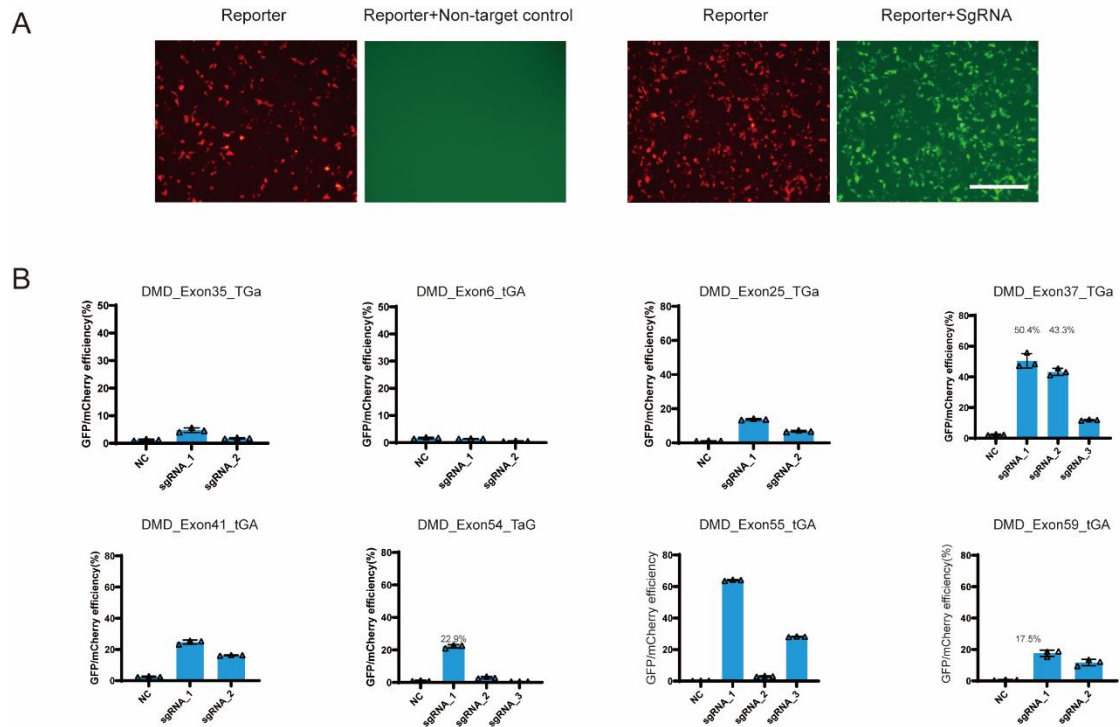 A
Reporter
Reporter+Non-target control
Reporter
Reporter+SgRNA
B
DMD_Exon35_TGa
GFP/mCherry efficiency(%)
50
40
30
20
10
0
NC
sgRNA_1
sgRNA_2
DMD_Exon6_tGA
GFP/mCherry efficiency(%)
50
40
30
20
10
0
NC
sgRNA_1
sgRNA_2
DMD_Exon25_TGa
GFP/mCherry efficiency(%)
80
60
40
20
0
NC
sgRNA_1
sgRNA_2
DMD_Exon37_TGa
GFP/mCherry efficiency(%)
80
60
40
20
0
50.4%
43.3%
NC
sgRNA_1
sgRNA_2
sgRNA_3
DMD_Exon41_tGA
GFP/mCherry efficiency(%)
80
60
40
20
0
NC
sgRNA_1
sgRNA_2
DMD_Exon54_TaG
GFP/mCherry efficiency(%)
80
60
40
20
0
22.9%
NC
sgRNA_1
sgRNA_2
sgRNA_3
DMD_Exon55_tGA
GFP/mCherry efficiency
80
60
40
20
0
NC
sgRNA_1
sgRNA_2
sgRNA_3
DMD_Exon59_tGA
GFP/mCherry efficiency(%)
80
60
40
20
0
17.5%
NC
sgRNA_1
sgRNA_2